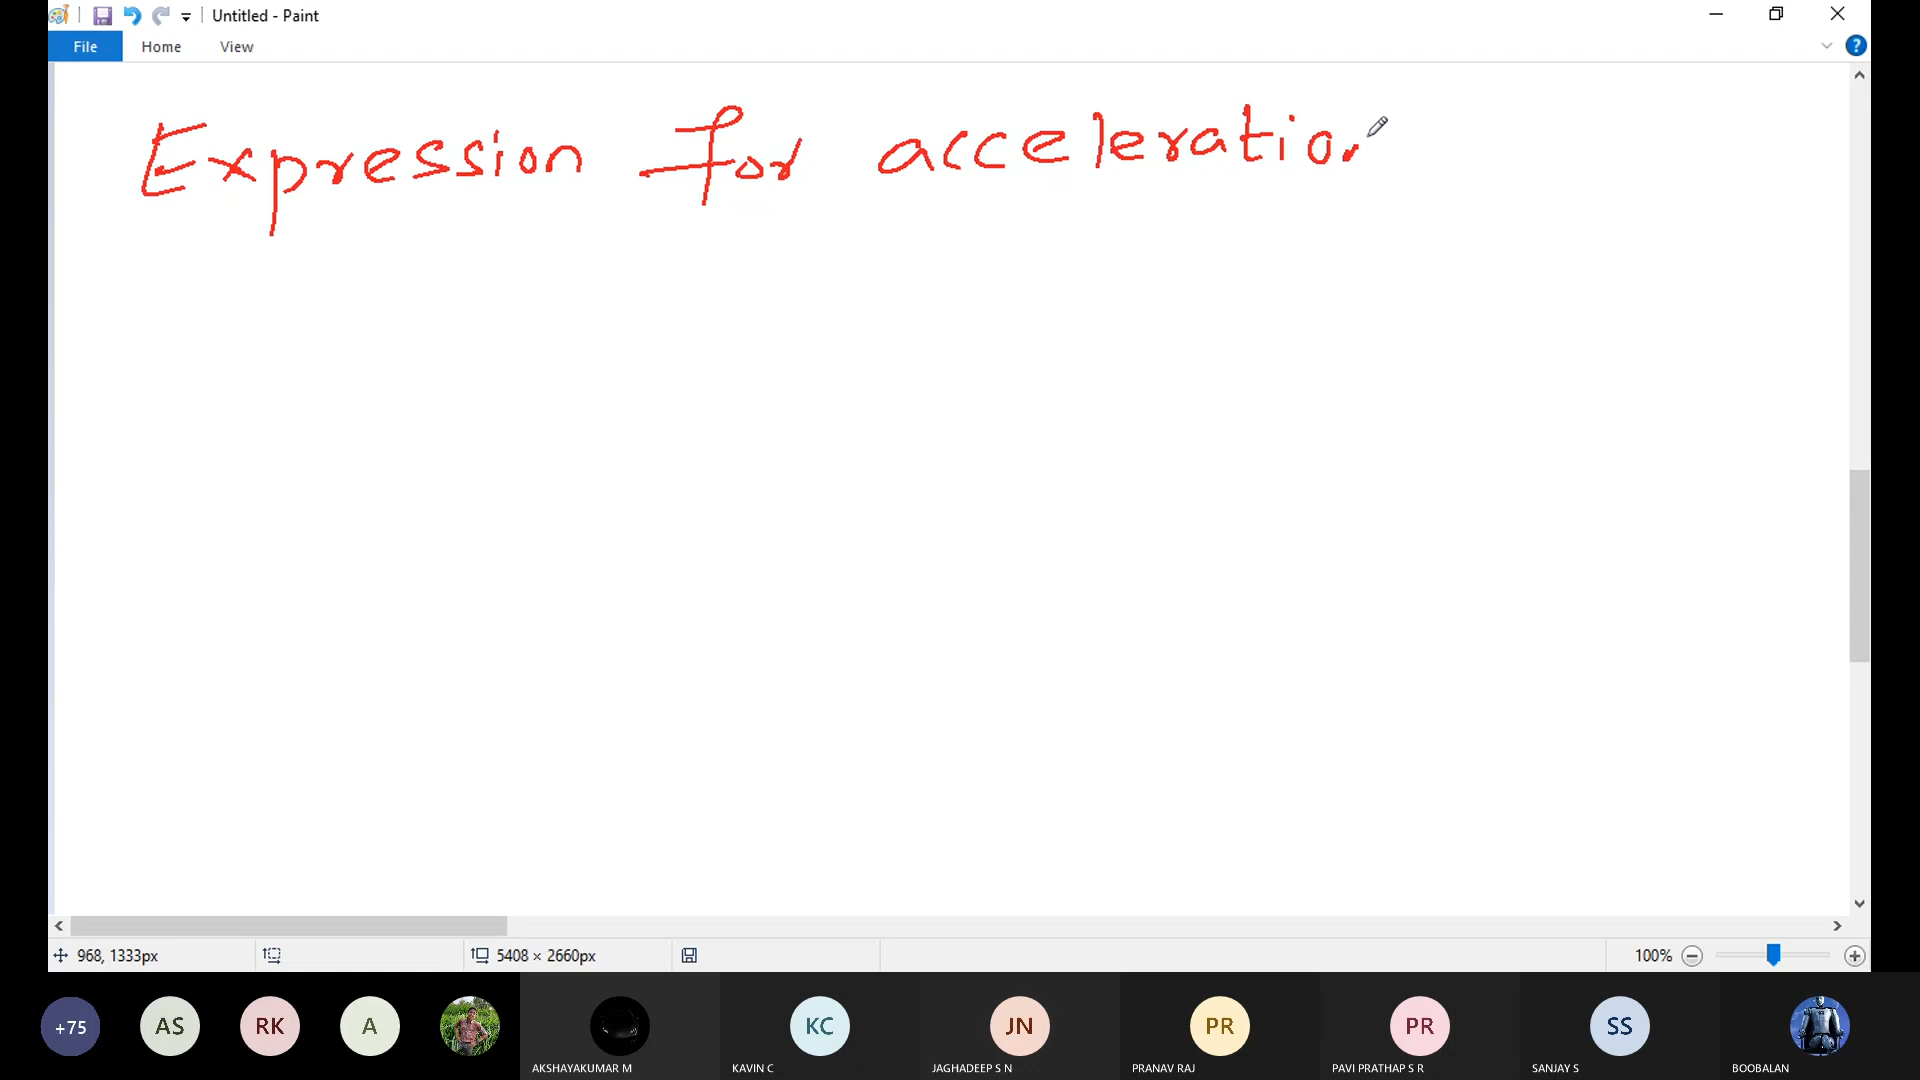 Untitled - Paint
File Home View
Expression for acceleration
968, 1333px 5408 × 2660px 100%
+75 AS RK A KC JN PR PR SS
AKSHAYAKUMAR M KAVIN C JAGHADEEP S N PRANAV RAJ PAVI PRATHAP S R SANJAY S BOOBALAN